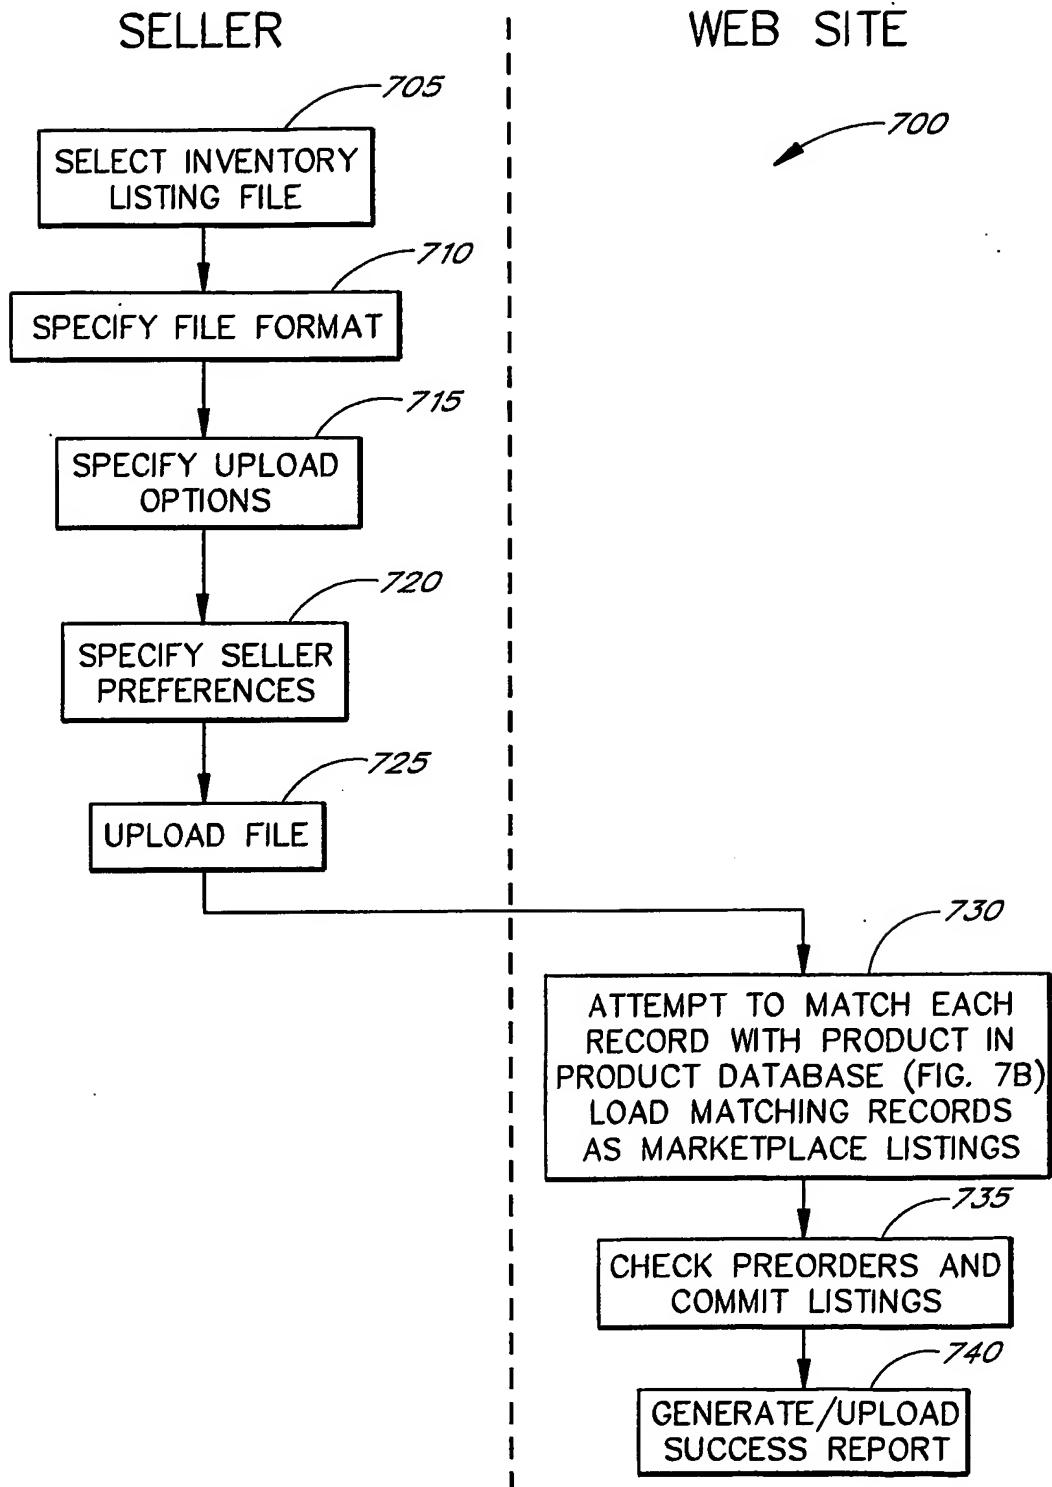 SELLER
WEB SITE
700
705
SELECT INVENTORY
LISTING FILE
710
SPECIFY FILE FORMAT
715
SPECIFY UPLOAD
OPTIONS
720
SPECIFY SELLER
PREFERENCES
725
UPLOAD FILE
730
ATTEMPT TO MATCH EACH
RECORD WITH PRODUCT IN
PRODUCT DATABASE (FIG. 7B)
LOAD MATCHING RECORDS
AS MARKETPLACE LISTINGS
735
CHECK PREORDERS AND
COMMIT LISTINGS
740
GENERATE/UPLOAD
SUCCESS REPORT